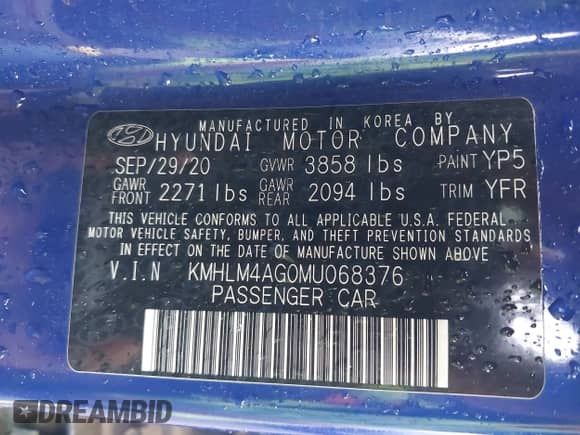 MANUFACTURED IN KOREA BY
HYUNDAI MOTOR COMPANY
SEP/29/20 GVWR 3858 lbs PAINT YP5
GAWR FRONT 2271 lbs GAWR REAR 2094 lbs TRIM YFR
THIS VEHICLE CONFORMS TO ALL APPLICABLE U.S.A. FEDERAL
MOTOR VEHICLE SAFETY, BUMPER, AND THEFT PREVENTION STANDARDS
IN EFFECT ON THE DATE OF MANUFACTURE SHOWN ABOVE
V.I.N KMHLM4AG0MU068376
PASSENGER CAR
DREAMBID